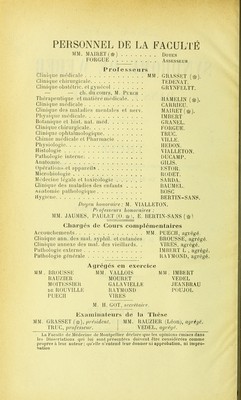 PERSONNEL DE LA FACULTÉ
MM. MAIRET (✻) . . . . . . . . Doyen
FORGUE . . . . . . . . . . Assesseur
Professeurs
Clinique médicale . . . . . . . . . . MM. GRASSET (✻)
Clinique chirurgicale. . . . . . . . . . TEDENAT.
Clinique obstétric. et gynécol . . . . . GRYNFELTT.
— — ch. du cours, M. PUECH .
Thérapeutique et matière médicale. . . . HAMELIN (✻).
Clinique médicale . . . . . . . . . . CARRIEU
Clinique des maladies mentales et nerv. MAIRET (✻).
Physique médicale. . . . . . . . . . IMBERT
Botanique et hist. nat. méd. . . . . . GRANEL.
Clinique chirurgicale. . . . . . . . . FORGUE.
Clinique ophtalmologique. . . . . . . TRUC.
Chimie médicale et Pharmacie . . . . VILLE.
Physiologie. . . . . . . . . . . . . HEDON.
Histologie . . . . . . . . . . . . . VIALLETON.
Pathologie interne. . . . . . . . . . DUCAMP.
Anatomie. . . . . . . . . . . . . . GILIS.
Opérations et appareils . . . . . . . ESTOR.
Microbiologie . . . . . . . . . . . RODET.
Médecine légale et toxicologie . . . . SARDA.
Clinique des maladies des enfants . . . BAUMEL.
Anatomie pathologique. . . . . . . . BOSC
Hygiène. . . . . . . . . . . . . . BERTIN-SANS.
Doyen honoraire : M. VIALLETON.
Professeurs honoraires :
MM. JAUMES, PAULET (O. ✻), E. BERTIN-SANS (✻)
Chargés de Cours complémentaires
Accouchements. . . . . . . . . . . MM. PUECH, agrégé.
Clinique ann. des mal. syphil. et cutanées BROUSSE, agrégé.
Clinique annexe des mal. des vieillards. VIRES, agrégé.
Pathologie externe . . . . . . . . . IMBERT L., agrégé.
Pathologie générale . . . . . . . . RAYMOND, agrégé.
Agrégés en exercice
MM. BROUSSE MM. VALLOIS MM. IMBERT
RAUZIER MOURET VEDEL
MOITESSIER GALAVIELLE JEANBRAU
DE ROUVILLE RAYMOND POUJOL
PUECH VIRES
M. H. GOT, secrétaire.
Examinateurs de la Thèse
MM. GRASSET (✻), président. MM. RAUZIER (Léon), agrégé.
TRUC, professeur. VEDEL, agrégé.
La Faculté de Médecine de Montpellier déclare que les opinions émises dans
les Dissertations qui lui sont présentées doivent être considérées comme
propres à leur auteur; qu'elle n'entend leur donner ni approbation, ni impro-
bation